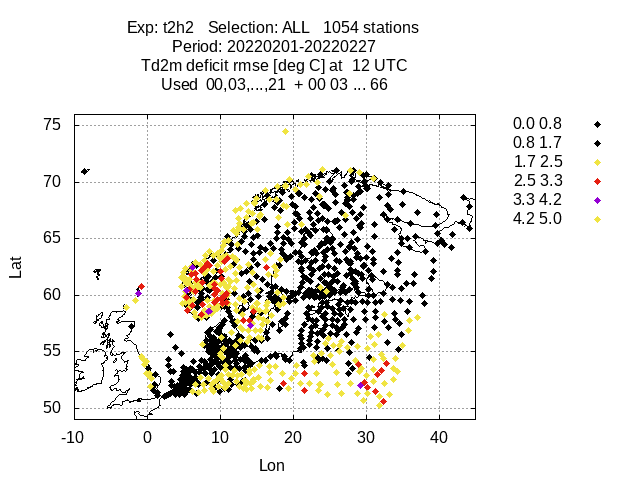 Exp: t2h2 Selection: ALL 1054 stations
Period: 20220201-20220227
Td2m deficit rmse [deg C] at 12 UTC
Used 00,03,...,21 + 00 03 ... 66
75
70
65
60
55
50
Lat
-10 0 10 20 30 40
Lon
0.0 0.8
0.8 1.7
1.7 2.5
2.5 3.3
3.3 4.2
4.2 5.0